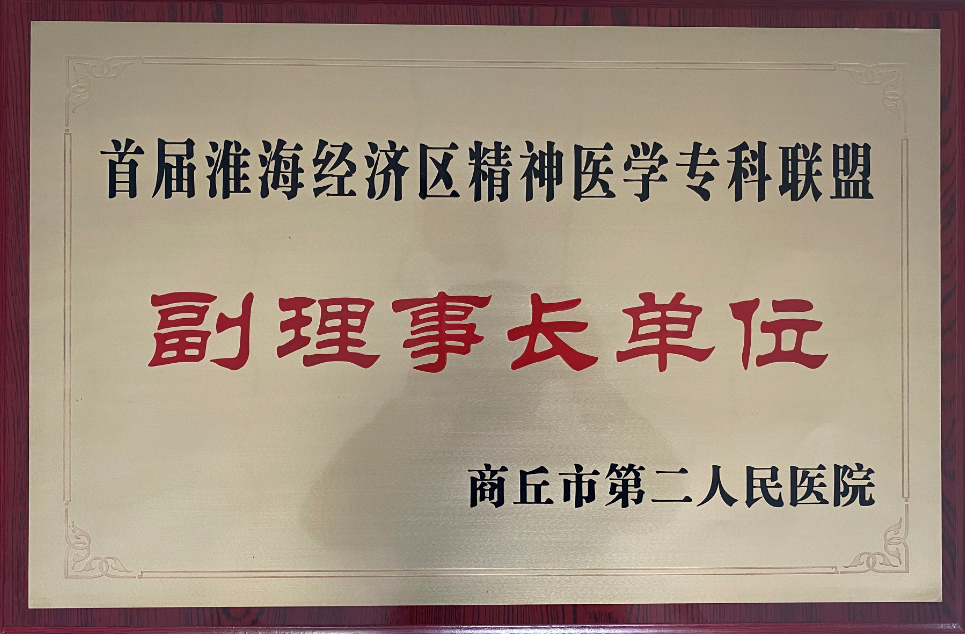 首届淮海经济区精神医学专科联盟
副理事长单位
商丘市第二人民医院